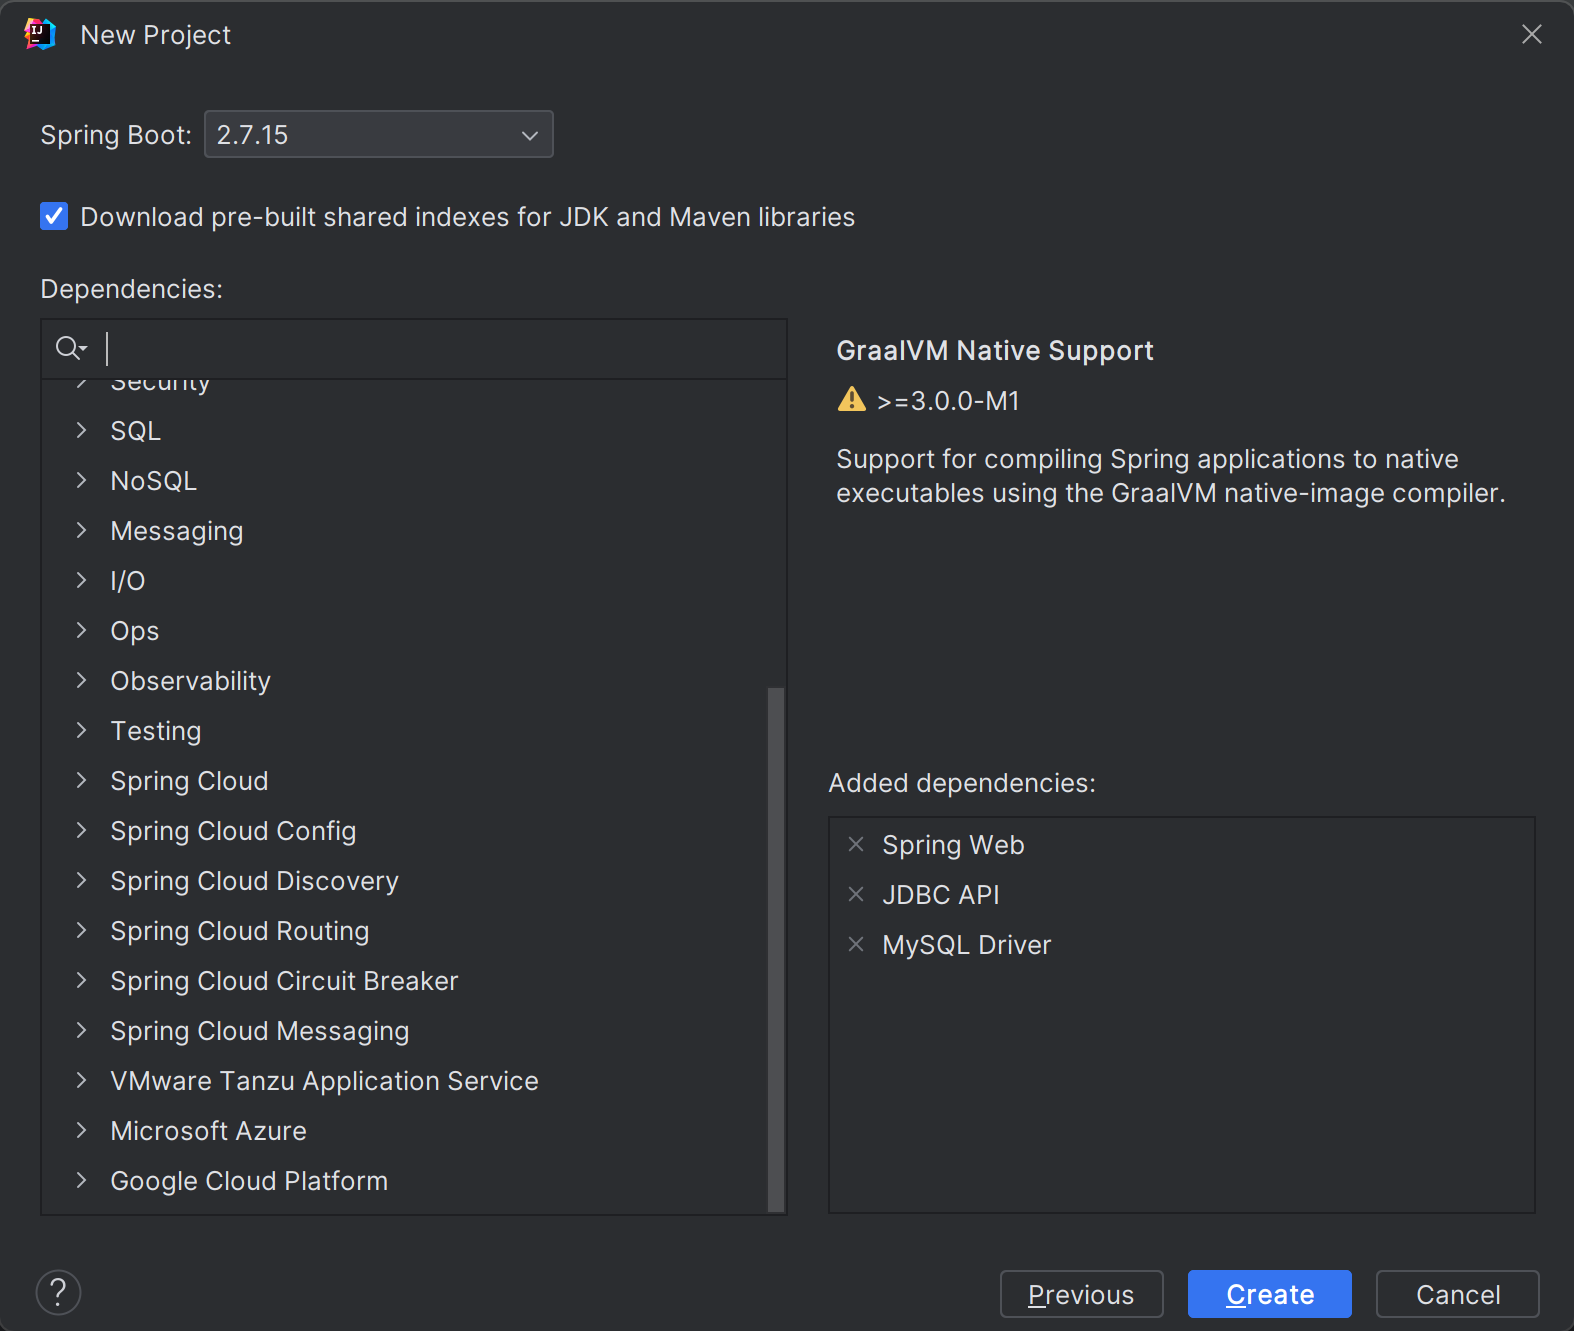 New Project
Spring Boot: 2.7.15
Download pre-built shared indexes for JDK and Maven libraries
Dependencies:
Security
SQL
NoSQL
Messaging
I/O
Ops
Observability
Testing
Spring Cloud
Spring Cloud Config
Spring Cloud Discovery
Spring Cloud Routing
Spring Cloud Circuit Breaker
Spring Cloud Messaging
VMware Tanzu Application Service
Microsoft Azure
Google Cloud Platform
GraalVM Native Support
>=3.0.0-M1
Support for compiling Spring applications to native
executables using the GraalVM native-image compiler.
Added dependencies:
Spring Web
JDBC API
MySQL Driver
?
Previous
Create
Cancel